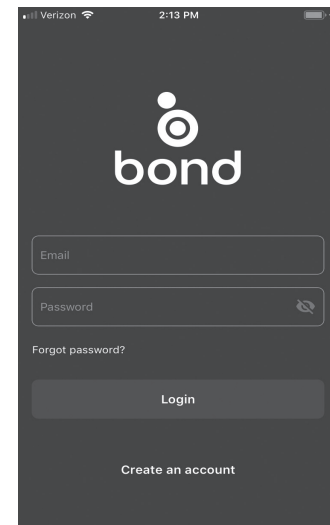 Verizon 2:13 PM
bond
Email
Password
Forgot password?
Login
Create an account